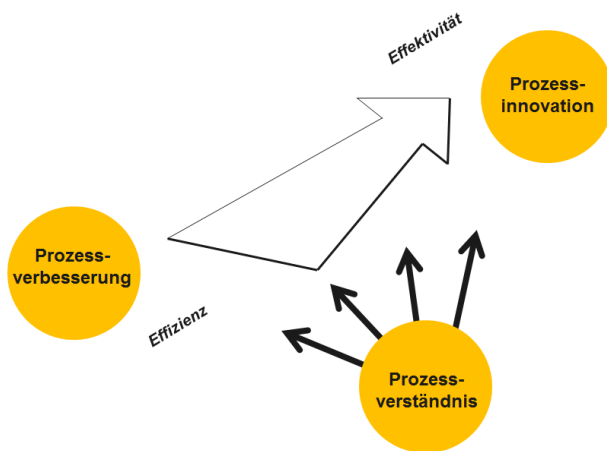 Effektivität
Prozess-
innovation
Prozess-
verbesserung
Effizienz
Prozess-
verständnis